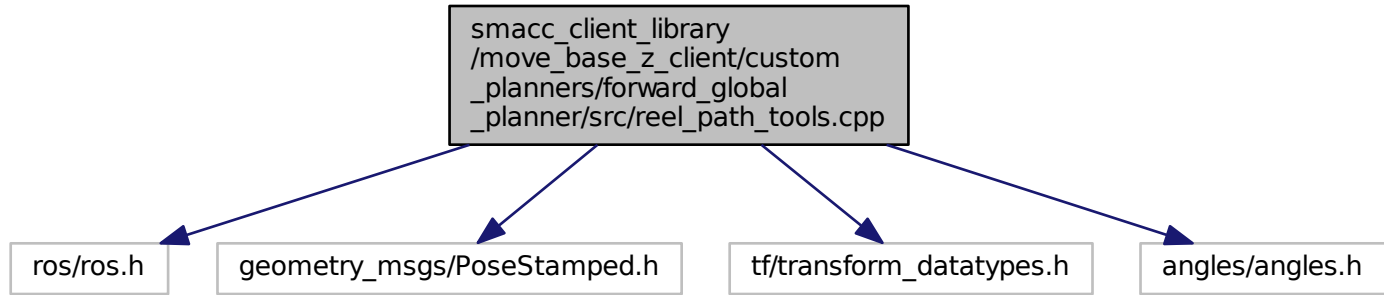 smacc_client_library
/move_base_z_client/custom
_planners/forward_global
_planner/src/reel_path_tools.cpp
ros/ros.h
geometry_msgs/PoseStamped.h
tf/transform_datatypes.h
angles/angles.h